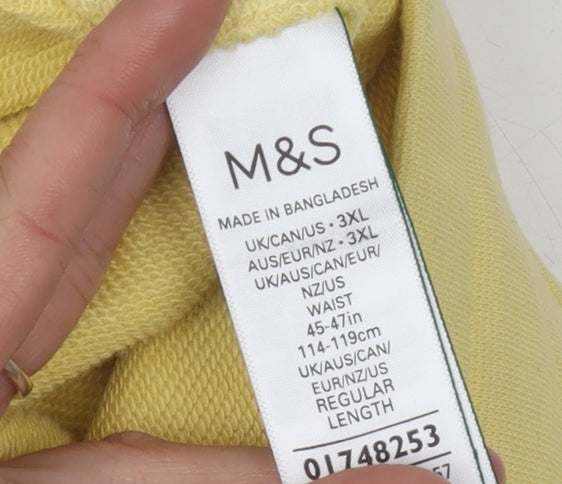 M&S
MADE IN BANGLADESH
UK/CAN/US • 3XL
AUS/EUR/NZ • 3XL
UK/AUS/CAN/EUR/
NZ/US
WAIST
45-47in
114-119cm
UK/AUS/CAN/
EUR/NZ/US
REGULAR
LENGTH
01748253
57